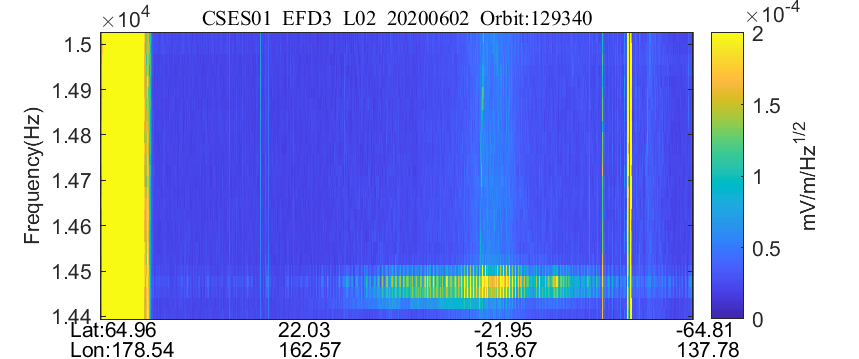 CSES01 EFD3 L02 20200602 Orbit:129340
×10⁴
1.5
1.49
1.48
1.47
1.46
1.45
1.44
Frequency(Hz)
Lat:64.96 22.03 -21.95 -64.81
Lon:178.54 162.57 153.67 137.78
×10⁻⁴
2
1.5
1
0.5
0
mV/m/Hz^1/2